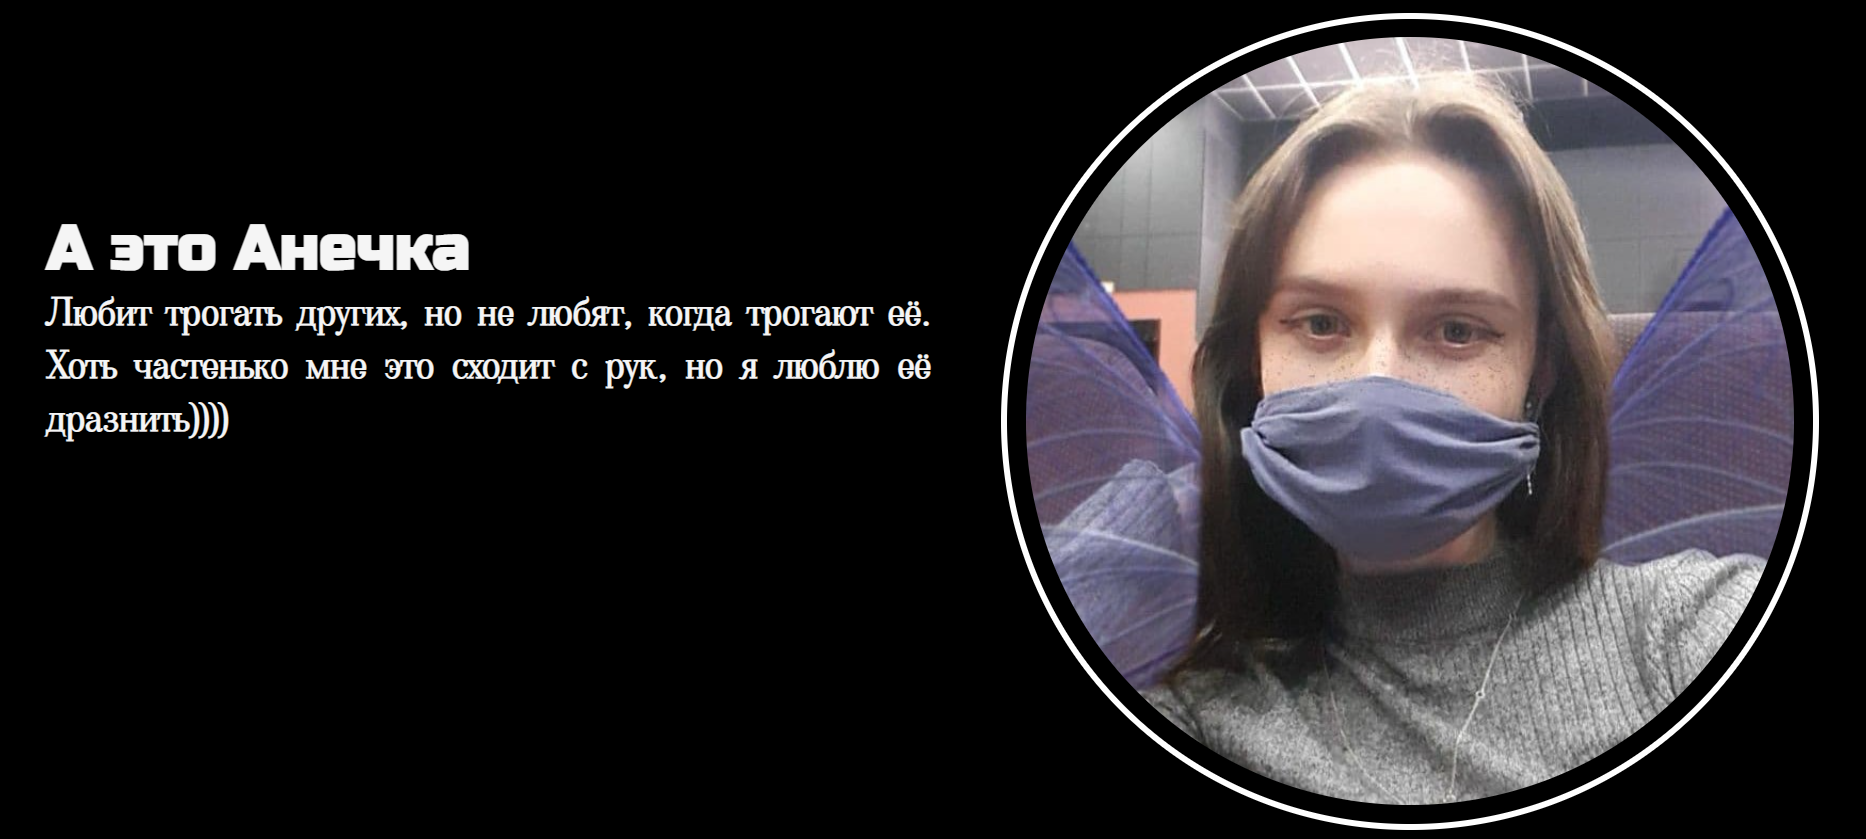 А это Анечка
Любит трогать других, но не любят, когда трогают её.
Хоть частенько мне это сходит с рук, но я люблю её
дразнить))))